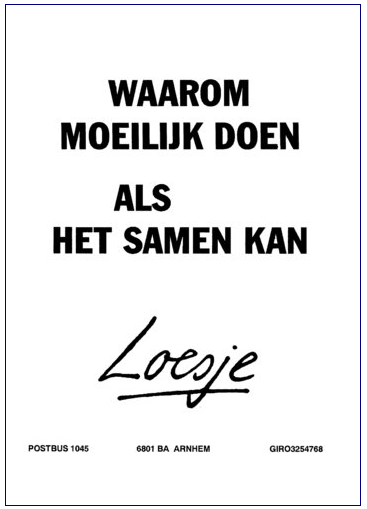 WAAROM
MOEILIJK DOEN
ALS
HET SAMEN KAN
Loesje
POSTBUS 1045 6801 BA ARNHEM GIRO3254768